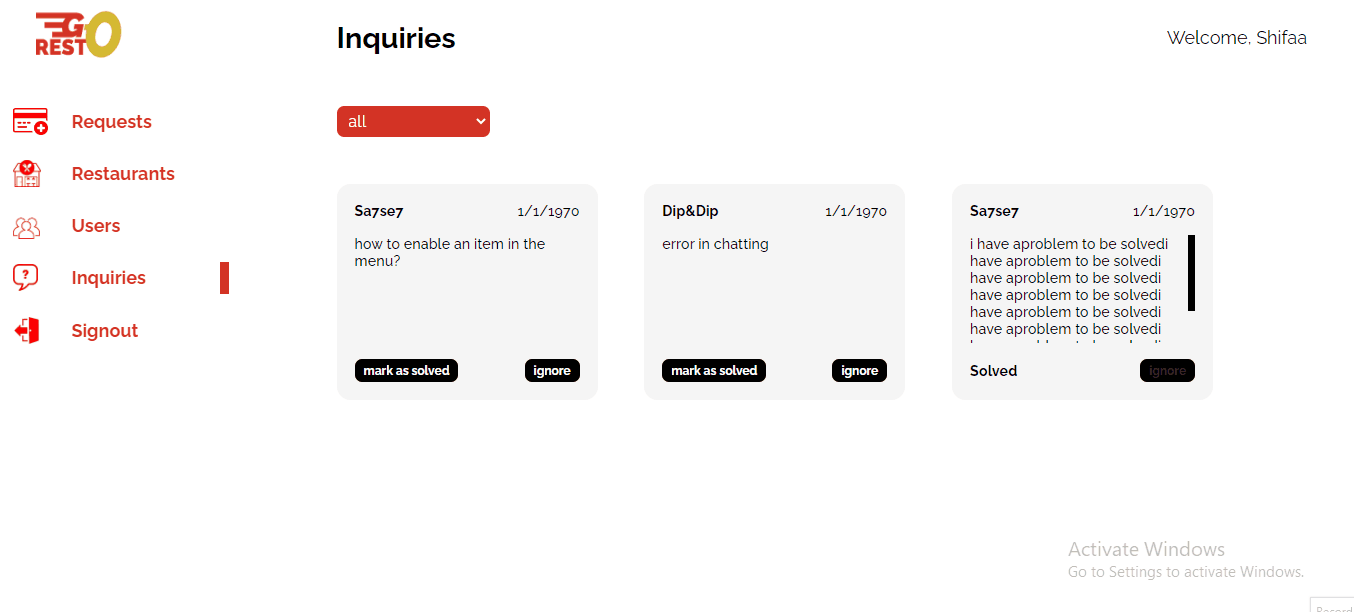 GO
REST
Inquiries
Welcome, Shifaa
Requests
Restaurants
Users
Inquiries
Signout
all
Sa7se7 1/1/1970
how to enable an item in the
menu?
mark as solved ignore
Dip&Dip 1/1/1970
error in chatting
mark as solved ignore
Sa7se7 1/1/1970
i have aproblem to be solvedi
have aproblem to be solvedi
have aproblem to be solvedi
have aproblem to be solvedi
have aproblem to be solvedi
have aproblem to be solvedi
Solved ignore
Activate Windows
Go to Settings to activate Windows.